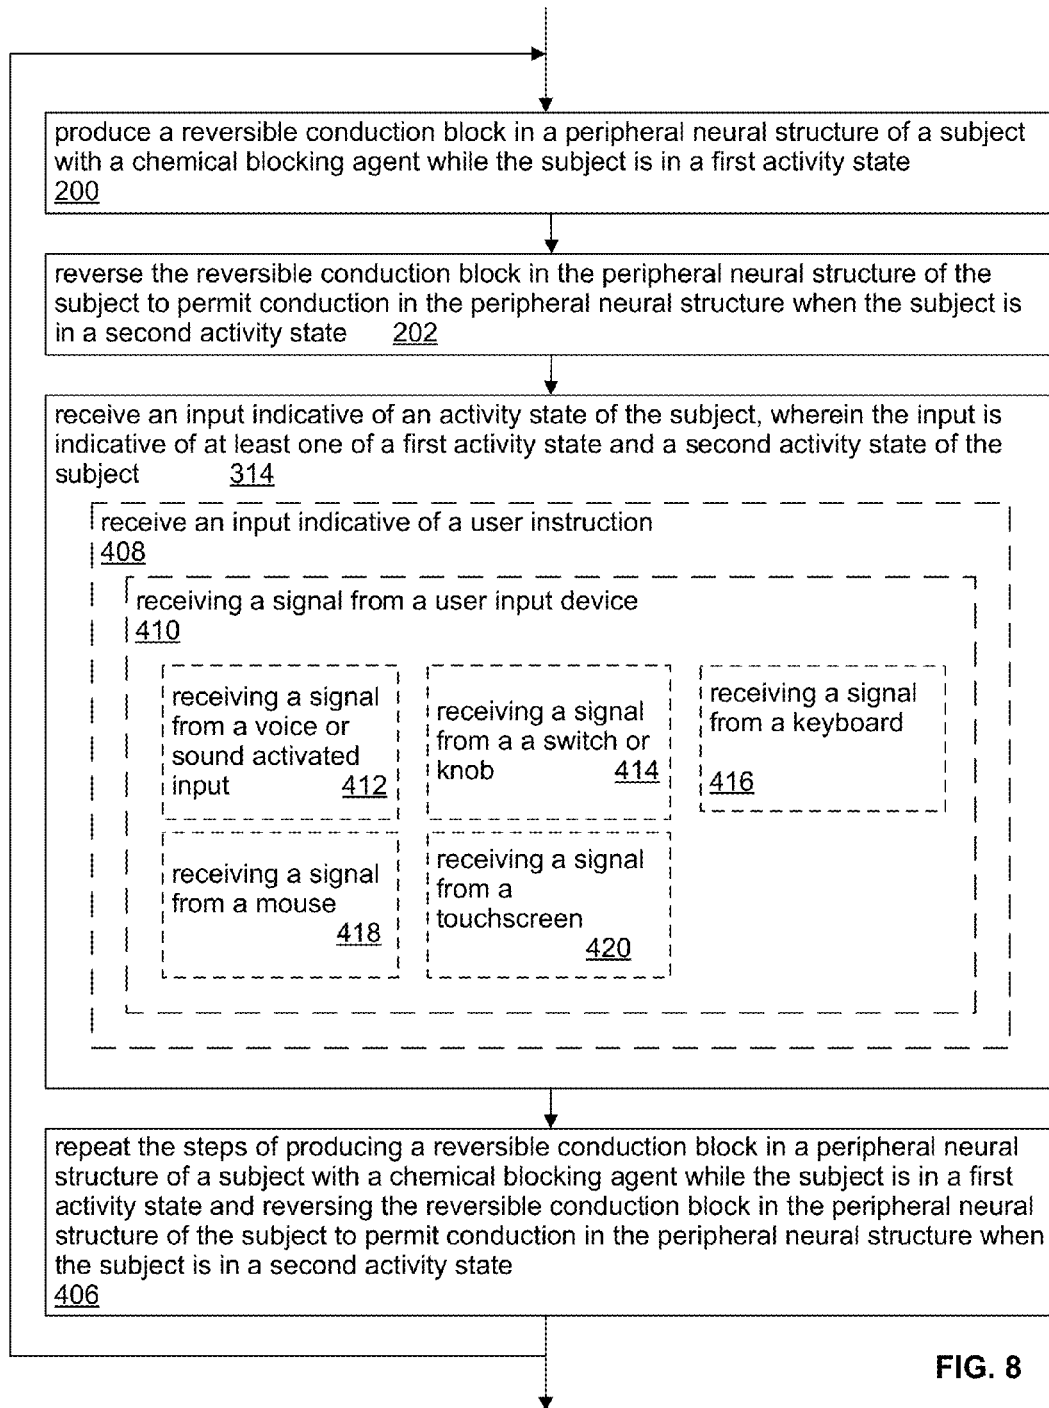 produce a reversible conduction block in a peripheral neural structure of a subject
with a chemical blocking agent while the subject is in a first activity state
200
reverse the reversible conduction block in the peripheral neural structure of the
subject to permit conduction in the peripheral neural structure when the subject is
in a second activity state 202
receive an input indicative of an activity state of the subject, wherein the input is
indicative of at least one of a first activity state and a second activity state of the
subject 314
receive an input indicative of a user instruction
408
receiving a signal from a user input device
410
receiving a signal
from a voice or
sound activated
input 412
receiving a signal
from a a switch or
knob 414
receiving a signal
from a keyboard
416
receiving a signal
from a mouse
418
receiving a signal
from a
touchscreen
420
repeat the steps of producing a reversible conduction block in a peripheral neural
structure of a subject with a chemical blocking agent while the subject is in a first
activity state and reversing the reversible conduction block in the peripheral neural
structure of the subject to permit conduction in the peripheral neural structure when
the subject is in a second activity state
406
FIG. 8